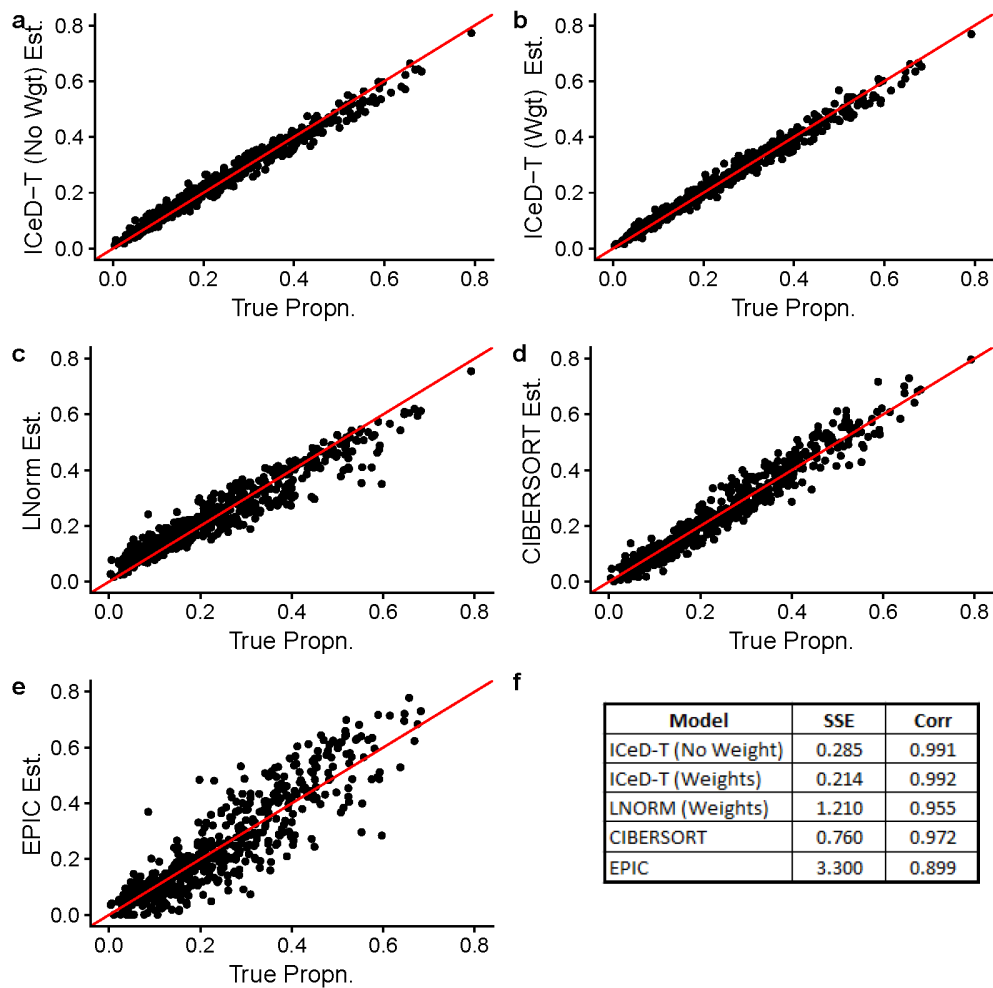 a
b
0.8
0.6
0.4
0.2
0.0
ICeD−T (No Wgt) Est.
0.0 0.2 0.4 0.6 0.8
True Propn.
0.8
0.6
0.4
0.2
0.0
ICeD−T (Wgt) Est.
0.0 0.2 0.4 0.6 0.8
True Propn.
c
d
0.8
0.6
0.4
0.2
0.0
LNorm Est.
0.0 0.2 0.4 0.6 0.8
True Propn.
0.8
0.6
0.4
0.2
0.0
CIBERSORT Est.
0.0 0.2 0.4 0.6 0.8
True Propn.
e
f
0.8
0.6
0.4
0.2
0.0
EPIC Est.
0.0 0.2 0.4 0.6 0.8
True Propn.
Model SSE Corr
ICeD-T (No Weight) 0.285 0.991
ICeD-T (Weights) 0.214 0.992
LNORM (Weights) 1.210 0.955
CIBERSORT 0.760 0.972
EPIC 3.300 0.899